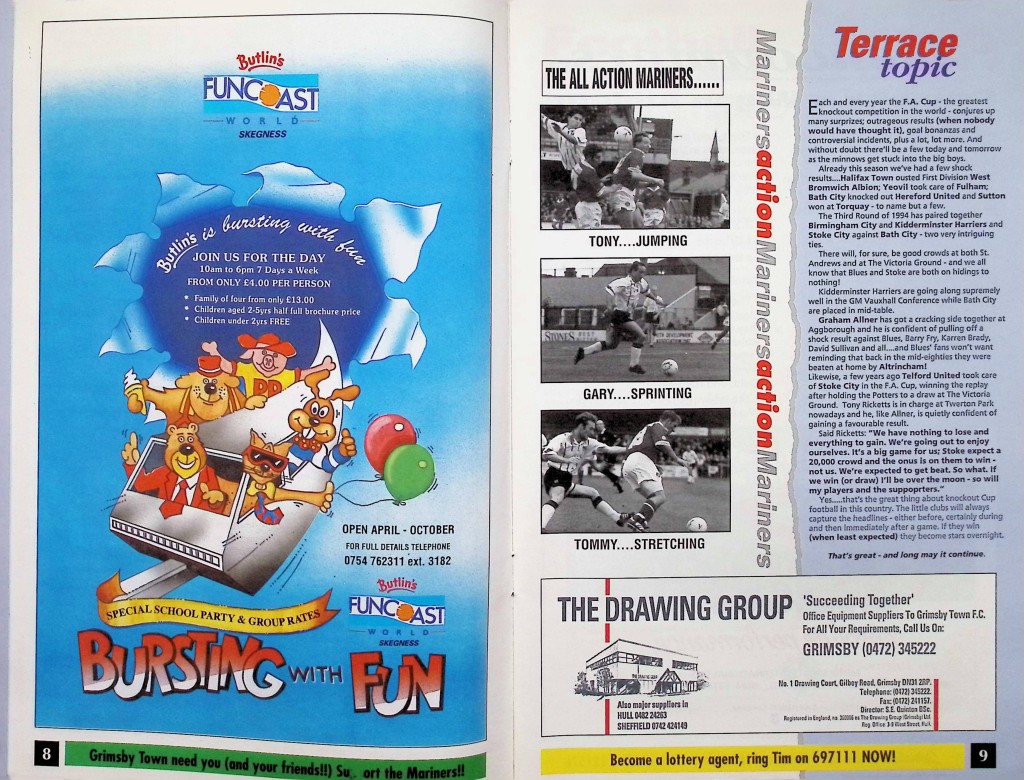 Butlin's
FUNCOAST
WORLD
SKEGNESS
Butlin's is bursting with fun
JOIN US FOR THE DAY
10am to 6pm 7 Days a Week
FROM ONLY £4.00 PER PERSON
• Family of four from only £13.00
• Children aged 2-5yrs half full brochure price
• Children under 2yrs FREE
OPEN APRIL - OCTOBER
FOR FULL DETAILS TELEPHONE
0754 762311 ext. 3182
Butlin's
FUNCOAST
WORLD
SKEGNESS
SPECIAL SCHOOL PARTY & GROUP RATES
BURSTING WITH FUN
8
Grimsby Town need you (and your friends!!) Su ort the Mariners!!
THE ALL ACTION MARINERS......
TONY....JUMPING
GARY....SPRINTING
TOMMY....STRETCHING
MarinersactionMarinersactionMariners
Terrace
topic
Each and every year the F.A. Cup - the greatest
knockout competition in the world - conjures up
many surprizes; outrageous results (when nobody
would have thought it), goal bonanzas and
controversial incidents, plus a lot, lot more. And
without doubt there'll be a few today and tomorrow
as the minnows get stuck into the big boys.
Already this season we've had a few shock
results....Halifax Town ousted First Division West
Bromwich Albion; Yeovil took care of Fulham;
Bath City knocked out Hereford United and Sutton
won at Torquay - to name but a few.
The Third Round of 1994 has paired together
Birmingham City and Kidderminster Harriers and
Stoke City against Bath City - two very intriguing
ties.
There will, for sure, be good crowds at both St.
Andrews and at The Victoria Ground - and we all
know that Blues and Stoke are both on hidings to
nothing!
Kidderminster Harriers are going along supremely
well in the GM Vauxhall Conference while Bath City
are placed in mid-table.
Graham Allner has got a cracking side together at
Aggborough and he is confident of pulling off a
shock result against Blues, Barry Fry, Karren Brady,
David Sullivan and all....and Blues' fans won't want
reminding that back in the mid-eighties they were
beaten at home by Altrincham!
Likewise, a few years ago Telford United took care
of Stoke City in the F.A. Cup, winning the replay
after holding the Potters to a draw at The Victoria
Ground. Tony Ricketts is in charge at Twerton Park
nowadays and he, like Allner, is quietly confident of
gaining a favourable result.
Said Ricketts: "We have nothing to lose and
everything to gain. We're going out to enjoy
ourselves. It's a big game for us; Stoke expect a
20,000 crowd and the onus is on them to win -
not us. We're expected to get beat. So what. If
we win (or draw) I'll be over the moon - so will
my players and the suppoprters."
Yes.....that's the great thing about knockout Cup
football in this country. The little clubs will always
capture the headlines - either before, certainly during
and then immediately after a game. If they win
(when least expected) they become stars overnight.
That's great - and long may it continue.
THE DRAWING GROUP
'Succeeding Together'
Office Equipment Suppliers To Grimsby Town F.C.
For All Your Requirements, Call Us On:
GRIMSBY (0472) 345222
Also major suppliers in
HULL 0482 24263
SHEFFIELD 0742 424149
No. 1 Drawing Court, Gilbey Road, Grimsby DN31 2RP.
Telephone: (0472) 345222.
Fax: (0472) 241157.
Director: S.E. Quinton BSc.
Registered in England, no. as The Drawing Group (Grimsby) Ltd
Reg. Office: Street, Hull.
Become a lottery agent, ring Tim on 697111 NOW!
9